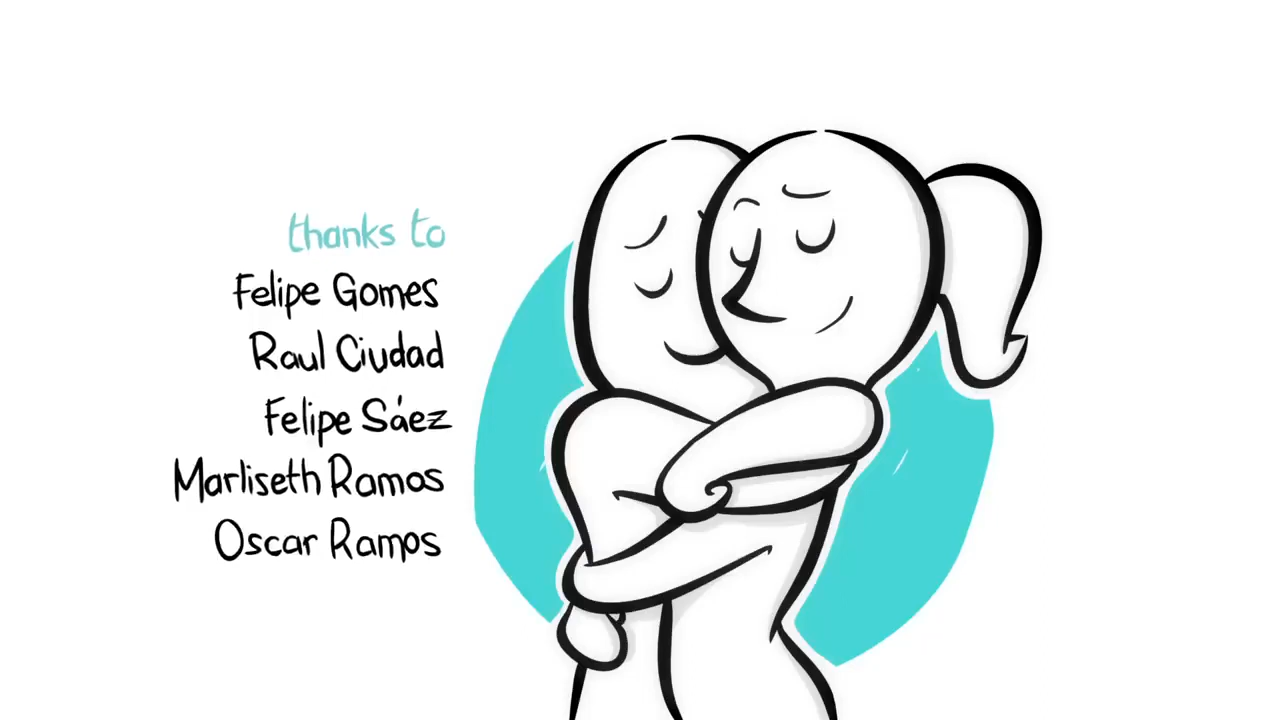 thanks to
Felipe Gomes
Raul Ciudad
Felipe Sáez
Marliseth Ramos
Oscar Ramos